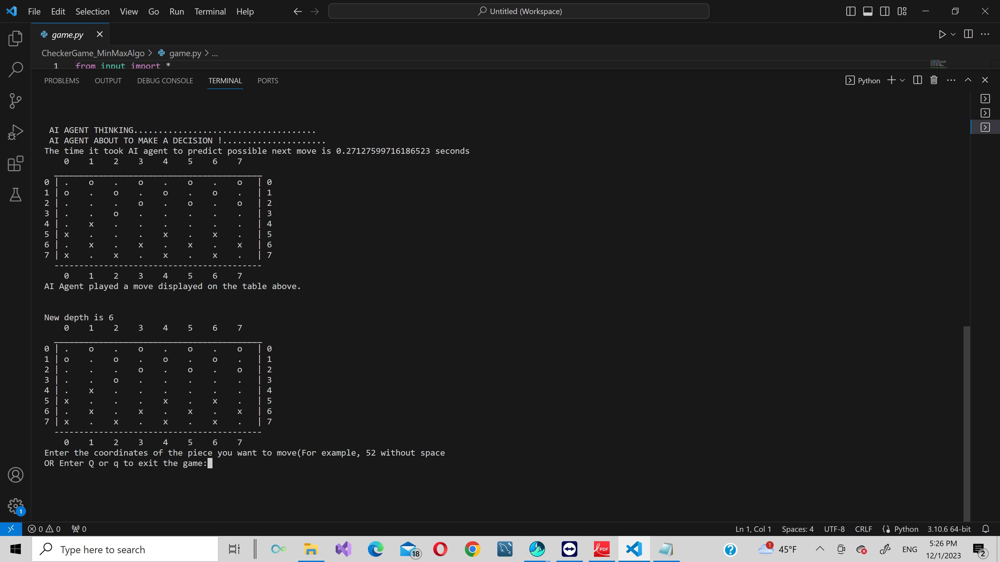 File Edit Selection View Go Run Terminal Help Untitled (Workspace)
game.py
CheckerGame_MinMaxAlgo > game.py > ...
1 from input import *
PROBLEMS OUTPUT DEBUG CONSOLE TERMINAL PORTS Python
AI AGENT THINKING.....................................
AI AGENT ABOUT TO MAKE A DECISION !.....................
The time it took AI agent to predict possible next move is 0.27127599716186523 seconds
0 1 2 3 4 5 6 7
__________________________________________
0 | . o . o . o . o | 0
1 | o . o . o . o . | 1
2 | . . . o . o . o | 2
3 | . . o . . . . . | 3
4 | . x . . . . . . | 4
5 | x . . . x . x . | 5
6 | . x . x . x . x | 6
7 | x . x . x . x . | 7
------------------------------------------
0 1 2 3 4 5 6 7
AI Agent played a move displayed on the table above.
New depth is 6
0 1 2 3 4 5 6 7
__________________________________________
0 | . o . o . o . o | 0
1 | o . o . o . o . | 1
2 | . . . o . o . o | 2
3 | . . o . . . . . | 3
4 | . x . . . . . . | 4
5 | x . . . x . x . | 5
6 | . x . x . x . x | 6
7 | x . x . x . x . | 7
------------------------------------------
0 1 2 3 4 5 6 7
Enter the coordinates of the piece you want to move(For example, 52 without space
OR Enter Q or q to exit the game:
1
0 0 0 Ln 1, Col 1 Spaces: 4 UTF-8 CRLF Python 3.10.6 64-bit
Type here to search 18 PDF 1 45°F ENG 5:26 PM
12/1/2023 2